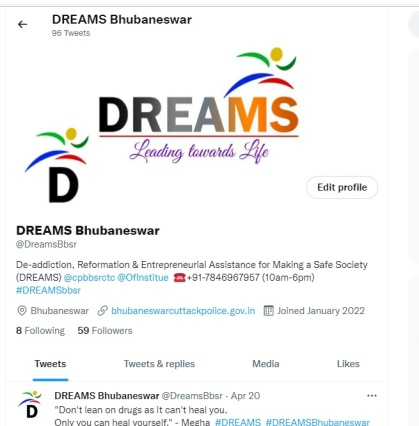 DREAMS Bhubaneswar
96 Tweets
DREAMS
Leading towards Life
D
Edit profile
DREAMS Bhubaneswar
@DreamsBbsr
De-addiction, Reformation & Entrepreneurial Assistance for Making a Safe Society
(DREAMS) @cpbbsrctc @OfInstitue ☎️+91-7846967957 (10am-6pm)
#DREAMSbbsr
Bhubaneswar bhubaneswarcuttackpolice.gov.in Joined January 2022
8 Following 59 Followers
Tweets Tweets & replies Media Likes
DREAMS Bhubaneswar @DreamsBbsr · Apr 20 ...
D
"Don't lean on drugs as It can't heal you.
Only you can heal yourself." - Megha #DREAMS #DREAMSBhubaneswar